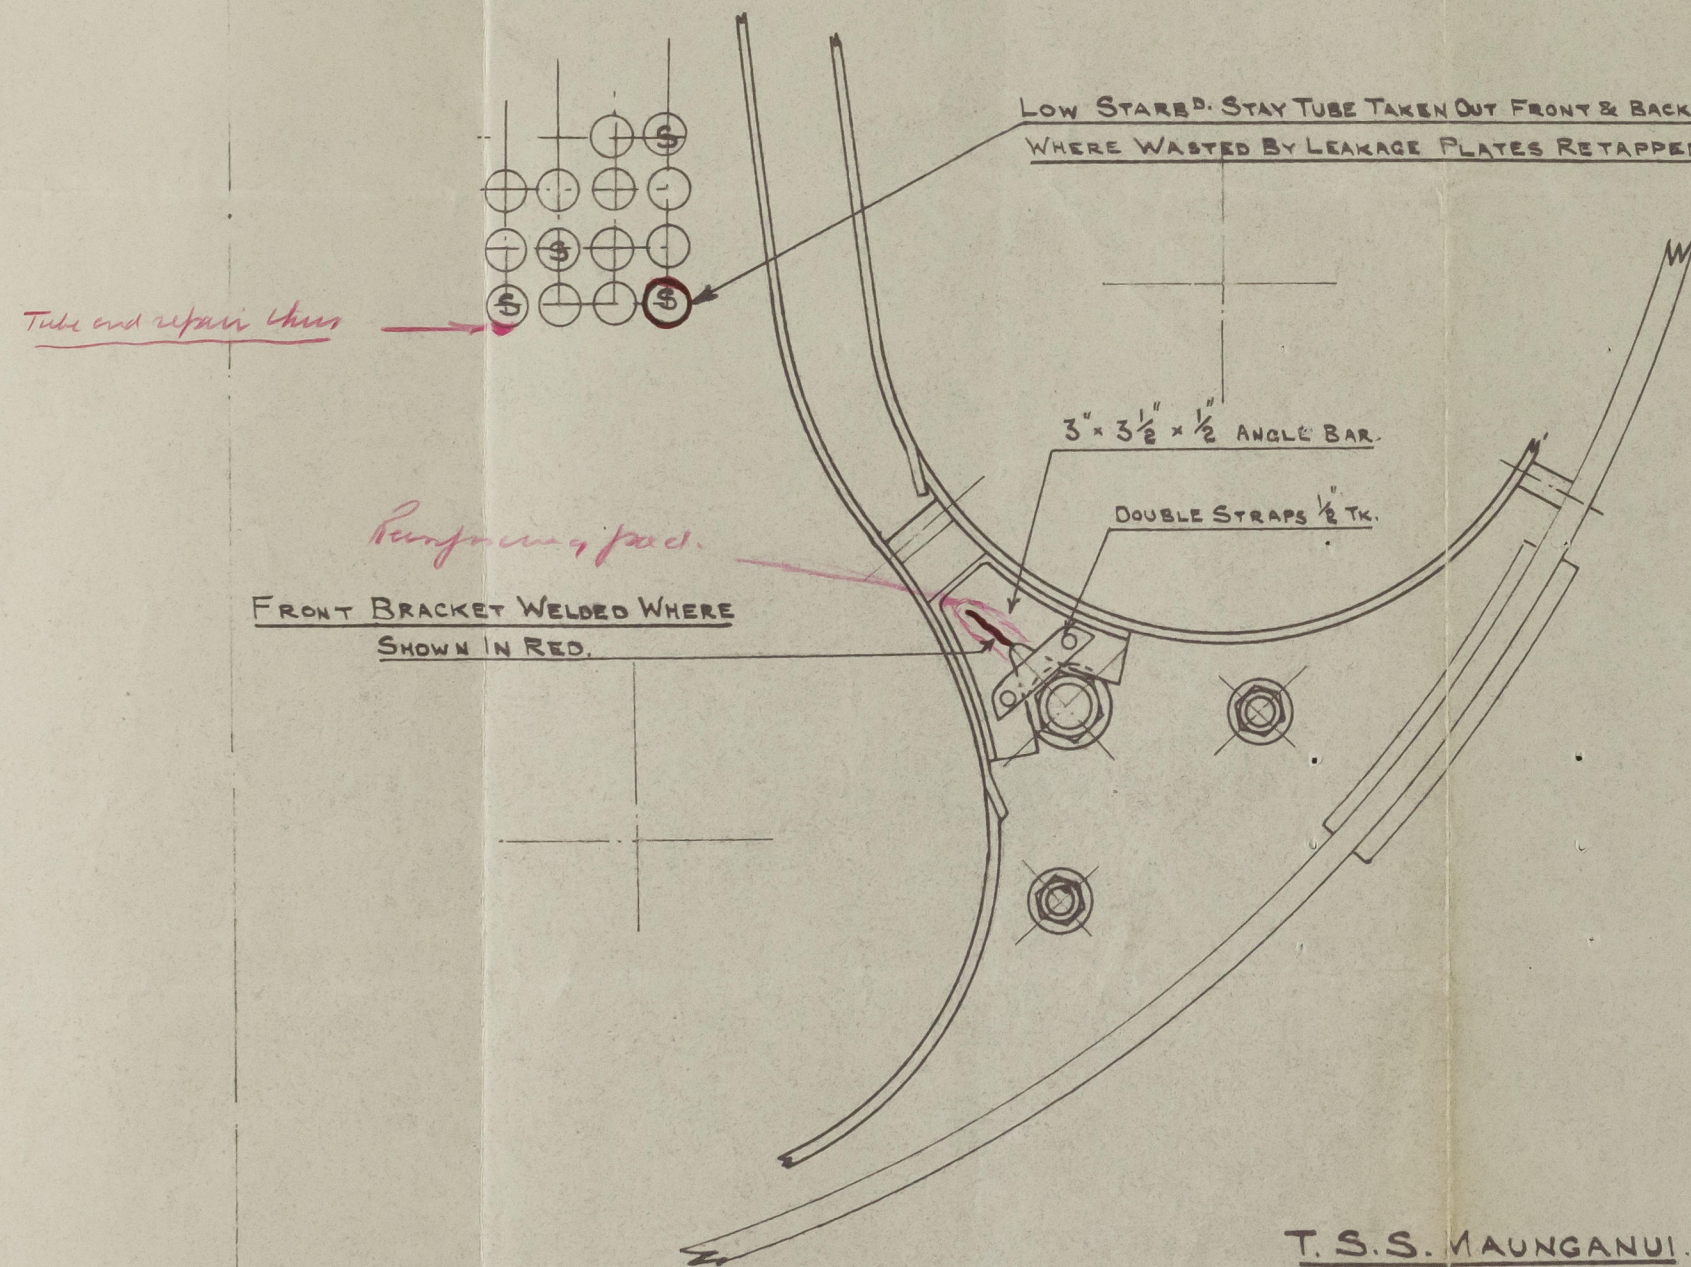 LOW STARBD. STAY TUBE TAKEN OUT FRONT & BACK
WHERE WASTED BY LEAKAGE PLATES RETAPPED
S
S
S
S
Tube and repair thus
3" × 3 1/2" × 1/2" ANGLE BAR.
DOUBLE STRAPS 1/2" TK.
pad.
FRONT BRACKET WELDED WHERE
SHOWN IN RED.
T. S.S. MAUNGANUI.